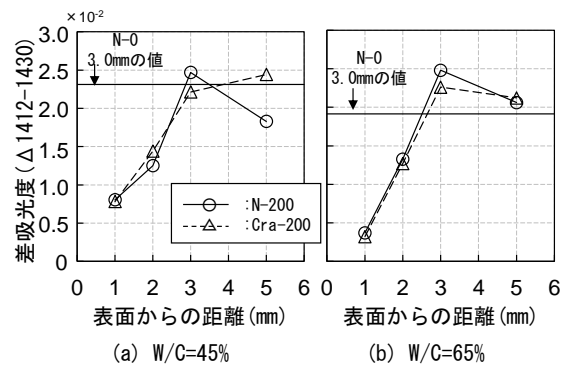 ×10⁻²
3.0
2.5
2.0
1.5
1.0
0.5
0
差吸光度(Δ1412-1430)
N-0
3.0mmの値
N-0
3.0mmの値
:N-200
:Cra-200
0 1 2 3 4 5 6
0 1 2 3 4 5 6
表面からの距離(mm)
表面からの距離(mm)
(a) W/C=45%
(b) W/C=65%